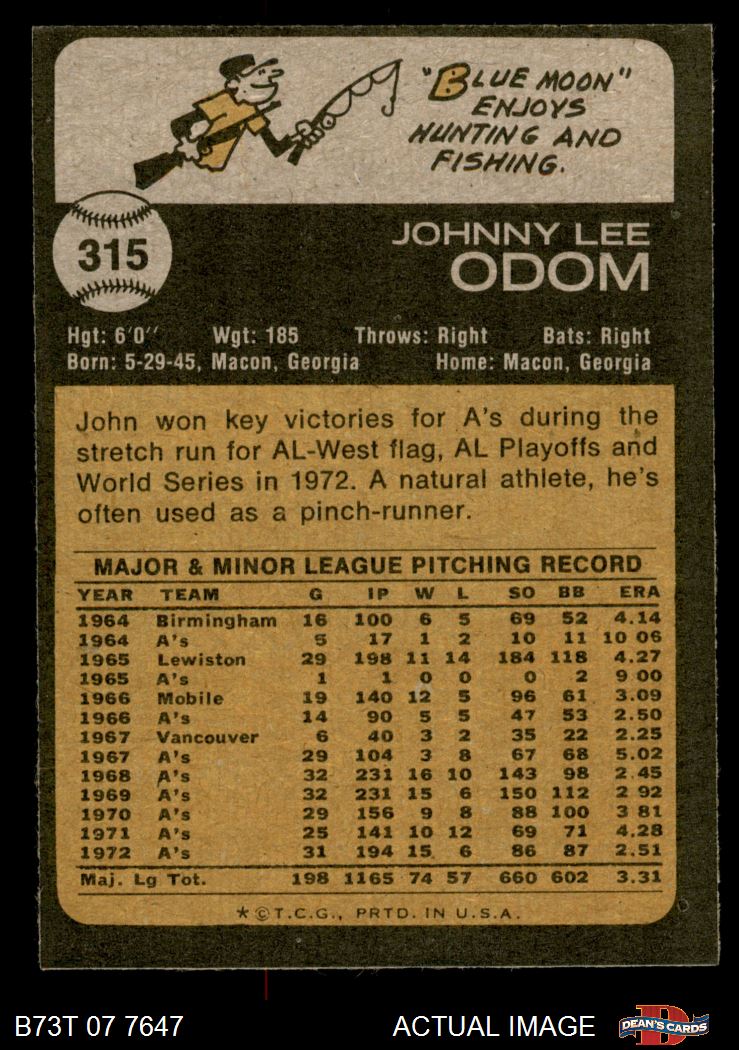 "BLUE MOON"
ENJOYS
HUNTING AND
FISHING.
315
JOHNNY LEE
ODOM
Hgt: 6'0" Wgt: 185 Throws: Right Bats: Right
Born: 5-29-45, Macon, Georgia Home: Macon, Georgia
John won key victories for A's during the
stretch run for AL-West flag, AL Playoffs and
World Series in 1972. A natural athlete, he's
often used as a pinch-runner.
MAJOR & MINOR LEAGUE PITCHING RECORD
YEAR TEAM G IP W L SO BB ERA
1964 Birmingham 16 100 6 5 69 52 4.14
1964 A's 5 17 1 2 10 11 10 06
1965 Lewiston 29 198 11 14 184 118 4.27
1965 A's 1 1 0 0 0 2 9 00
1966 Mobile 19 140 12 5 96 61 3.09
1966 A's 14 90 5 5 47 53 2.50
1967 Vancouver 6 40 3 2 35 22 2.25
1967 A's 29 104 3 8 67 68 5.02
1968 A's 32 231 16 10 143 98 2.45
1969 A's 32 231 15 6 150 112 2 92
1970 A's 29 156 9 8 88 100 3 81
1971 A's 25 141 10 12 69 71 4.28
1972 A's 31 194 15 6 86 87 2.51
Maj. Lg Tot. 198 1165 74 57 660 602 3.31
*©T.C.G., PRTD. IN U.S.A.
B73T 07 7647 ACTUAL IMAGE D DEAN'S CARDS